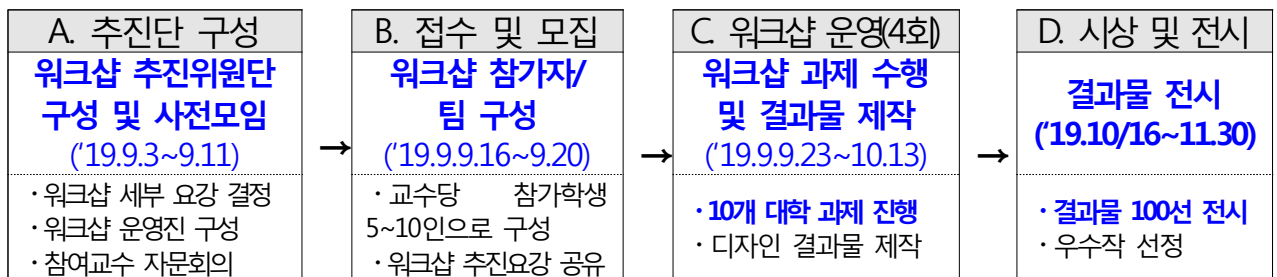 A. 추진단 구성
워크샵 추진위원단
구성 및 사전모임
('19.9.3~9.11)
· 워크샵 세부 요강 결정
· 워크샵 운영진 구성
· 참여교수 자문회의
→
B. 접수 및 모집
워크샵 참가자/
팀 구성
('19.9.9.16~9.20)
· 교수당 참가학생
5~10인으로 구성
· 워크샵 추진요강 공유
→
C. 워크샵 운영(4회)
워크샵 과제 수행
및 결과물 제작
('19.9.9.23~10.13)
· 10개 대학 과제 진행
· 디자인 결과물 제작
→
D. 시상 및 전시
결과물 전시
('19.10/16~11.30)
· 결과물 100선 전시
· 우수작 선정